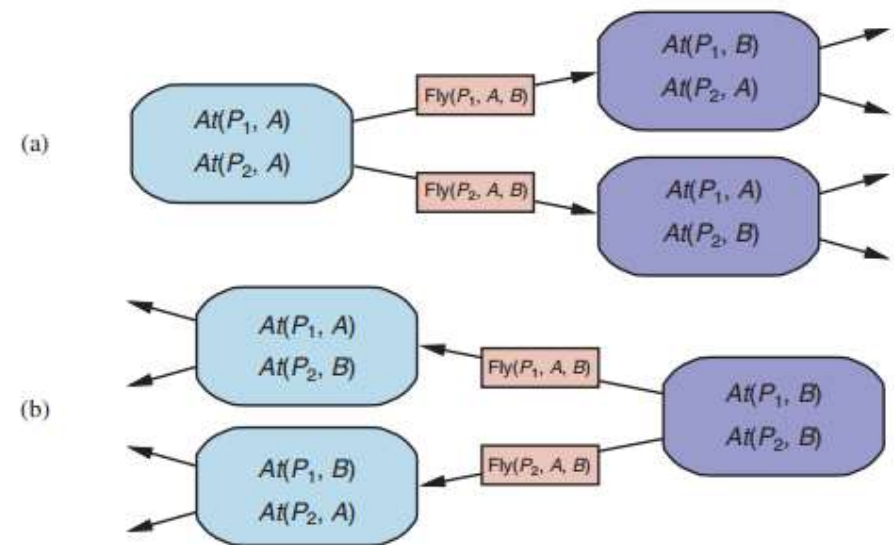 (a)
At(P₁, A)
At(P₂, A)
Fly(P₁, A, B)
Fly(P₂, A, B)
At(P₁, B)
At(P₂, A)
At(P₁, A)
At(P₂, B)
(b)
At(P₁, A)
At(P₂, B)
At(P₁, B)
At(P₂, A)
Fly(P₁, A, B)
Fly(P₂, A, B)
At(P₁, B)
At(P₂, B)